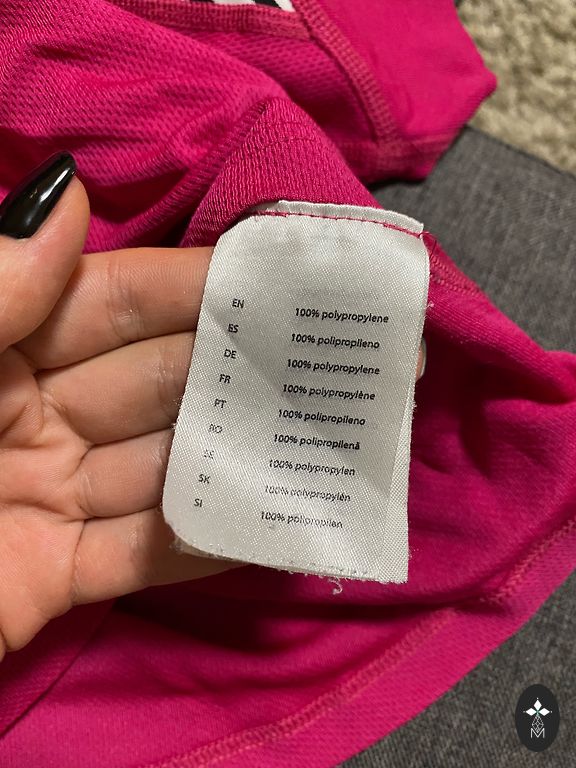 EN 100% polypropylene
ES 100% polipropileno
DE 100% polypropylene
FR 100% polypropylène
PT 100% polipropileno
RO 100% polipropilenă
SE 100% polypropylen
SK 100% polypropylén
SI 100% polipropilen
M